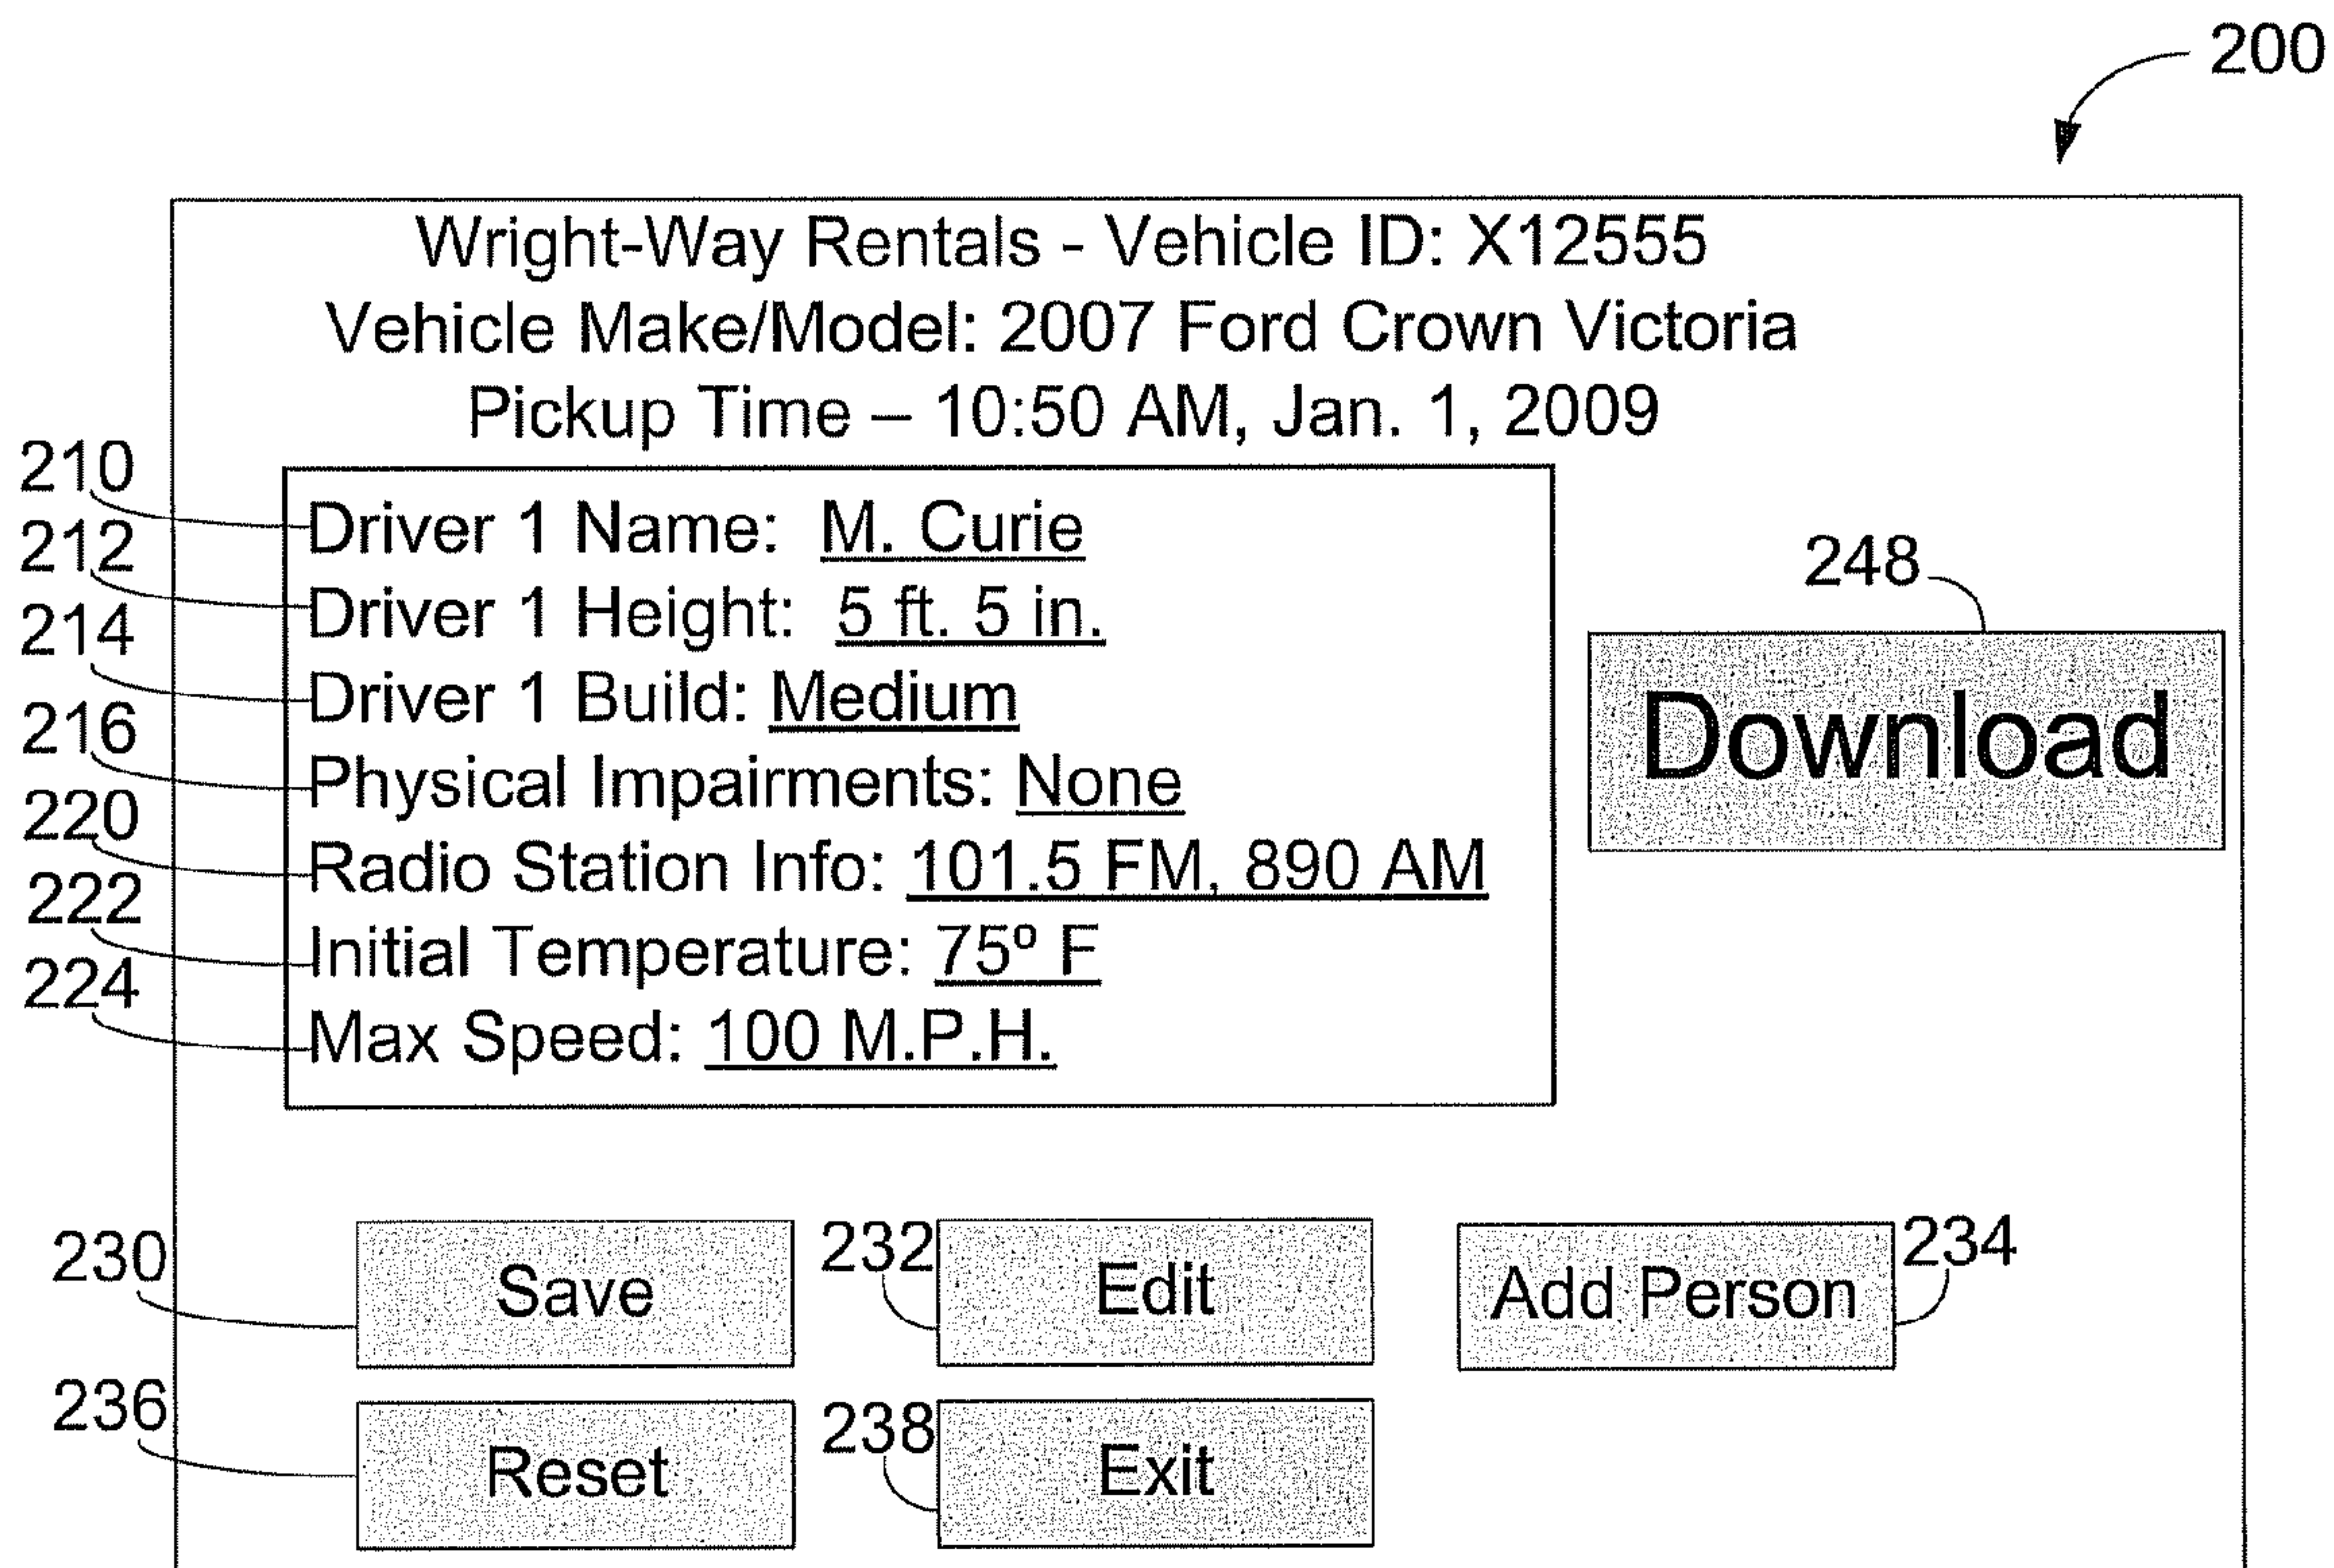 200
Wright-Way Rentals - Vehicle ID: X12555
Vehicle Make/Model: 2007 Ford Crown Victoria
Pickup Time – 10:50 AM, Jan. 1, 2009
210 Driver 1 Name: M. Curie
212 Driver 1 Height: 5 ft. 5 in.
248
214 Driver 1 Build: Medium
Download
216 Physical Impairments: None
220 Radio Station Info: 101.5 FM, 890 AM
222 Initial Temperature: 75º F
224 Max Speed: 100 M.P.H.
230 Save 232 Edit Add Person 234
236 Reset 238 Exit